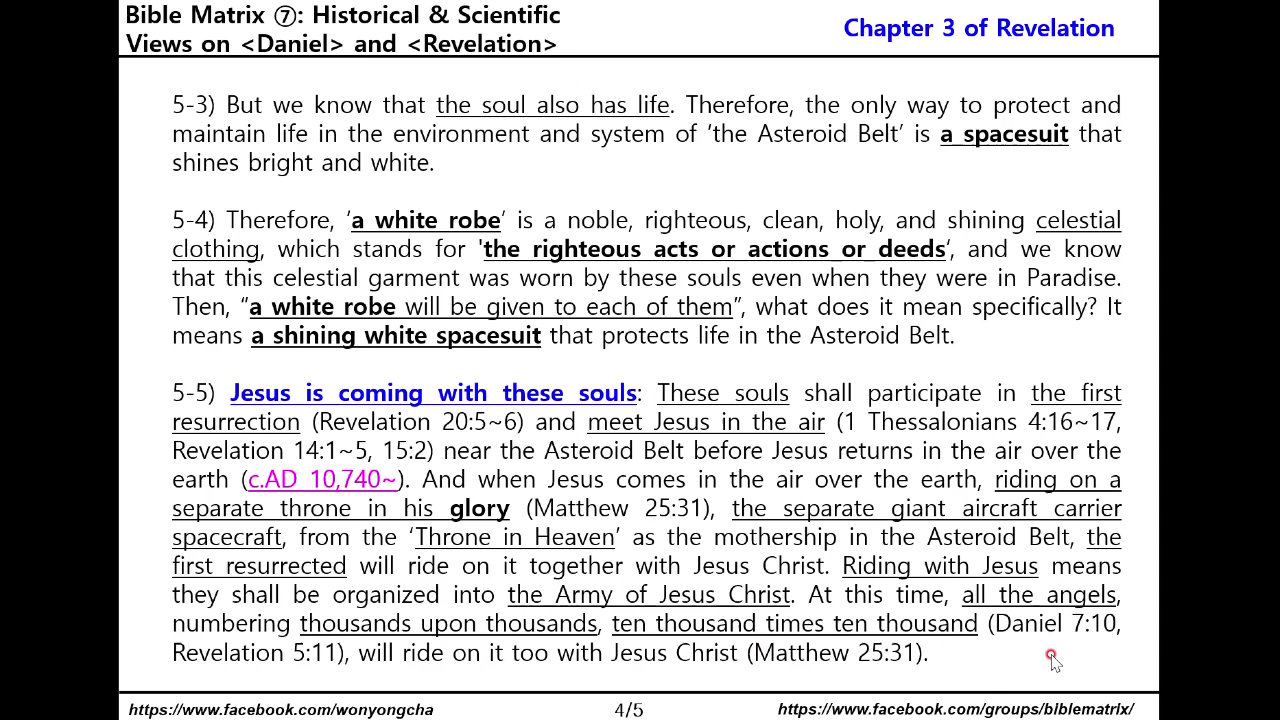 Bible Matrix ⑦: Historical & Scientific
Views on <Daniel> and <Revelation>
Chapter 3 of Revelation
5-3) But we know that the soul also has life. Therefore, the only way to protect and
maintain life in the environment and system of 'the Asteroid Belt' is a spacesuit that
shines bright and white.
5-4) Therefore, 'a white robe' is a noble, righteous, clean, holy, and shining celestial
clothing, which stands for 'the righteous acts or actions or deeds', and we know
that this celestial garment was worn by these souls even when they were in Paradise.
Then, “a white robe will be given to each of them”, what does it mean specifically? It
means a shining white spacesuit that protects life in the Asteroid Belt.
5-5) Jesus is coming with these souls: These souls shall participate in the first
resurrection (Revelation 20:5~6) and meet Jesus in the air (1 Thessalonians 4:16~17,
Revelation 14:1~5, 15:2) near the Asteroid Belt before Jesus returns in the air over the
earth (c.AD 10,740~). And when Jesus comes in the air over the earth, riding on a
separate throne in his glory (Matthew 25:31), the separate giant aircraft carrier
spacecraft, from the ‘Throne in Heaven’ as the mothership in the Asteroid Belt, the
first resurrected will ride on it together with Jesus Christ. Riding with Jesus means
they shall be organized into the Army of Jesus Christ. At this time, all the angels,
numbering thousands upon thousands, ten thousand times ten thousand (Daniel 7:10,
Revelation 5:11), will ride on it too with Jesus Christ (Matthew 25:31).
https://www.facebook.com/wonyongcha
4/5
https://www.facebook.com/groups/biblematrix/